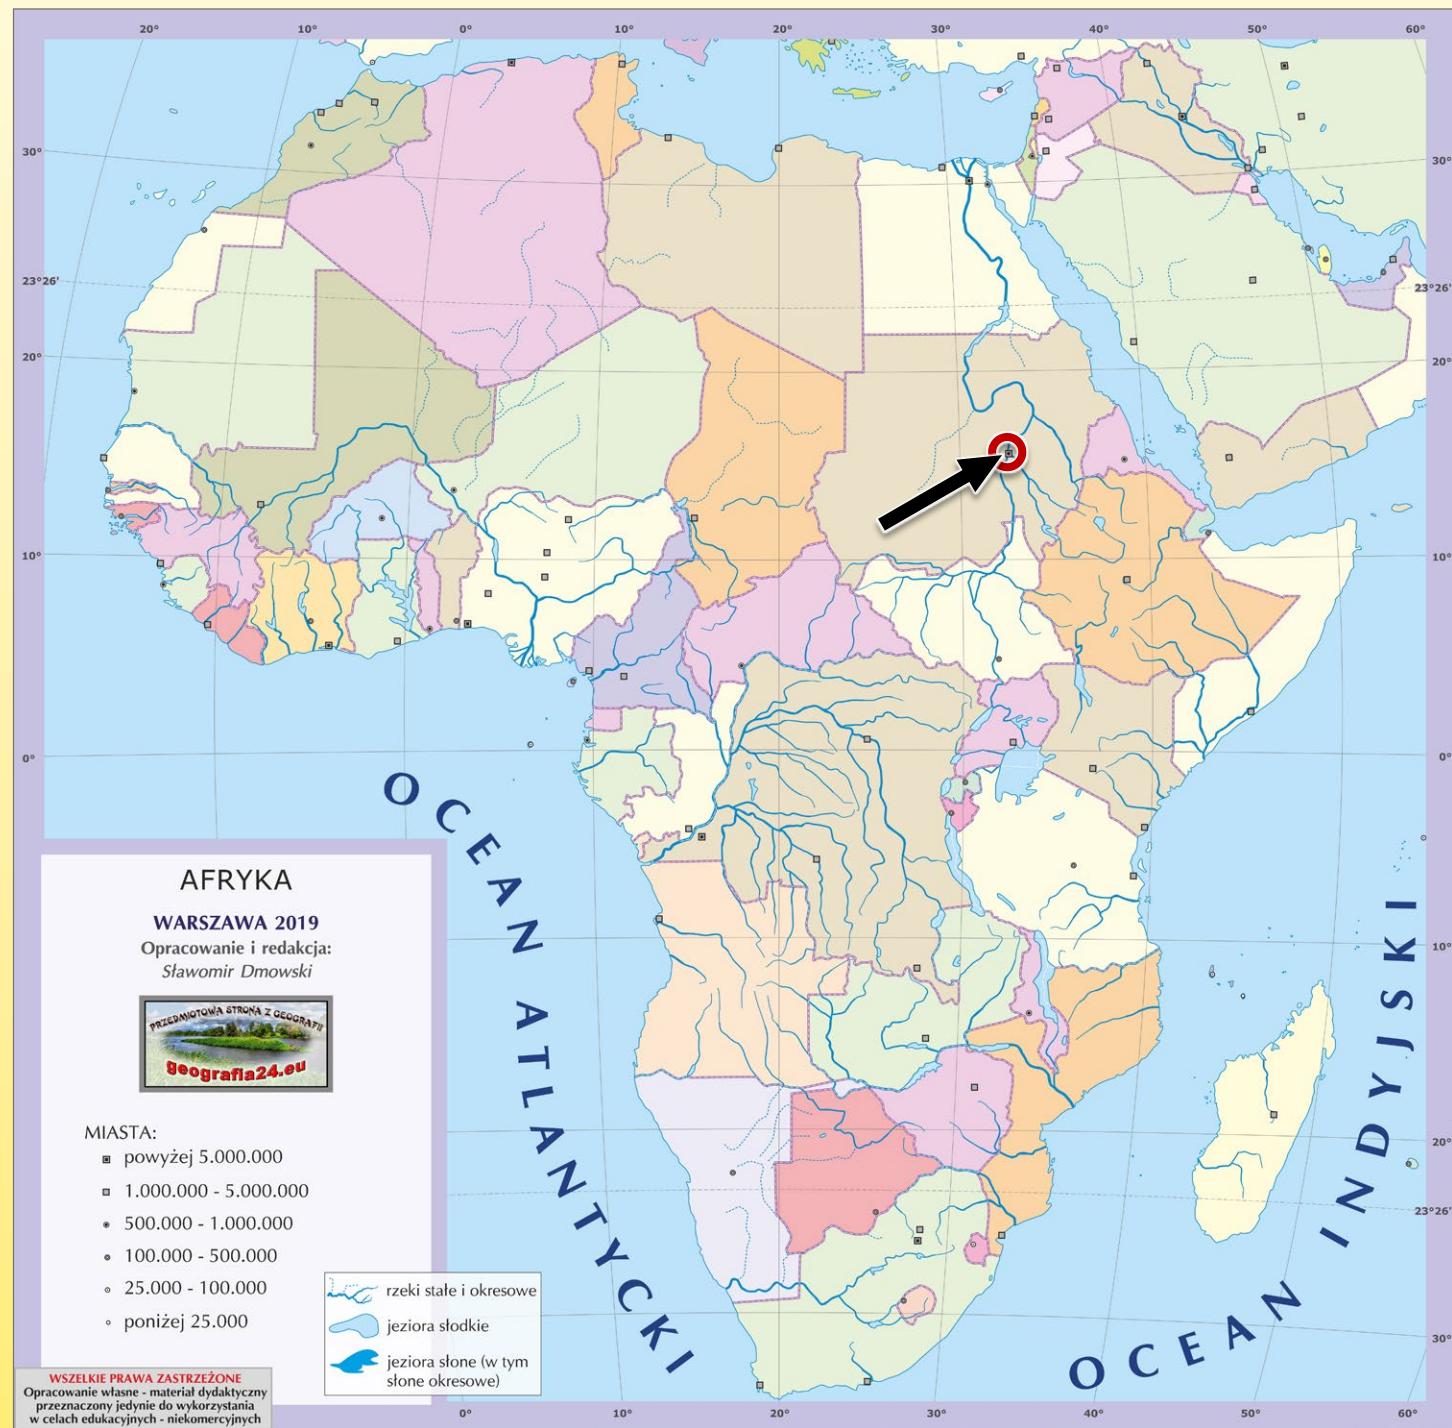 20° 10° 0° 10° 20° 30° 40° 50° 60°
30° 30°
23°26' 23°26'
20° 20°
10° 10°
0° 0°
10°
20°
23°26'
30°
OCEAN ATLANTYCKI
OCEAN INDYJSKI
AFRYKA
WARSZAWA 2019
Opracowanie i redakcja:
Sławomir Dmowski
PRZEDMIOTOWA STRONA Z GEOGRAFII
geografia24.eu
MIASTA:
powyżej 5.000.000
1.000.000 - 5.000.000
500.000 - 1.000.000
100.000 - 500.000
25.000 - 100.000
poniżej 25.000
rzeki stałe i okresowe
jeziora słodkie
jeziora słone (w tym
słone okresowe)
WSZELKIE PRAWA ZASTRZEŻONE
Opracowanie własne - materiał dydaktyczny
przeznaczony jedynie do wykorzystania
w celach edukacyjnych - niekomercyjnych
0° 10° 20° 30° 40° 50° 60°